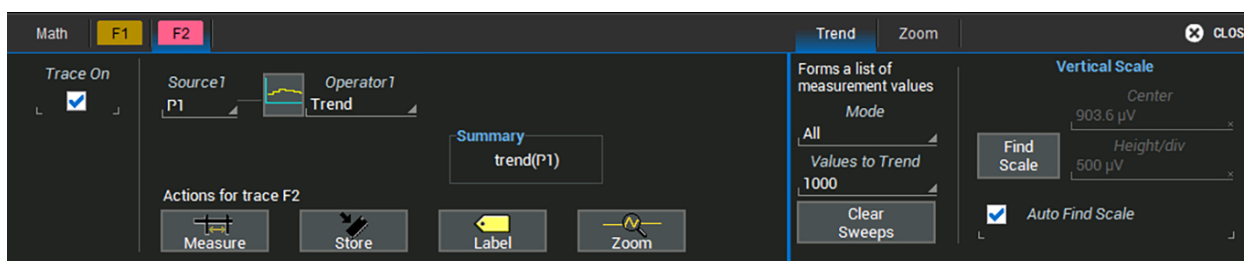 Math
F1
F2
Trend
Zoom
CLOS
Trace On
Source1
P1
Operator1
Trend
Summary
trend(P1)
Actions for trace F2
Measure
Store
Label
Zoom
Forms a list of
measurement values
Mode
All
Values to Trend
1000
Clear
Sweeps
Vertical Scale
Center
903.6 µV
Find
Scale
Height/div
500 µV
Auto Find Scale